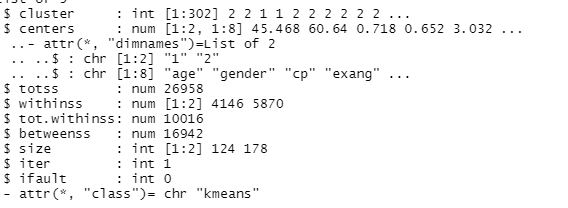 $ cluster     : int [1:302] 2 2 1 1 2 2 2 2 2 2 ...
$ centers     : num [1:2, 1:8] 45.468 60.64 0.718 0.652 3.032 ...
 ..- attr(*, "dimnames")=List of 2
 .. ..$ : chr [1:2] "1" "2"
 .. ..$ : chr [1:8] "age" "gender" "cp" "exang" ...
$ totss       : num 26958
$ withinss    : num [1:2] 4146 5870
$ tot.withinss: num 10016
$ betweenss   : num 16942
$ size        : int [1:2] 124 178
$ iter        : int 1
$ ifault      : int 0
- attr(*, "class")= chr "kmeans"